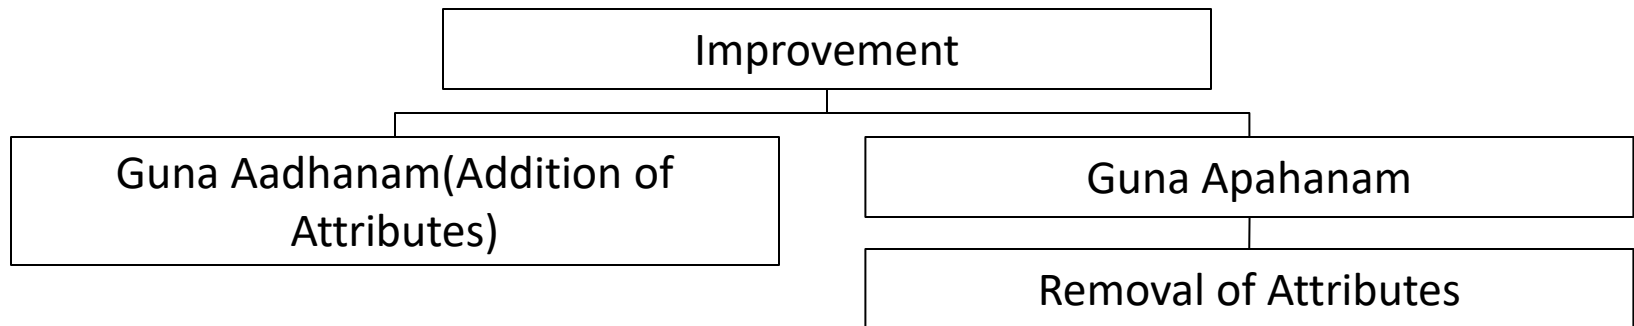 Improvement
Guna Aadhanam(Addition of
Attributes)
Guna Apahanam
Removal of Attributes